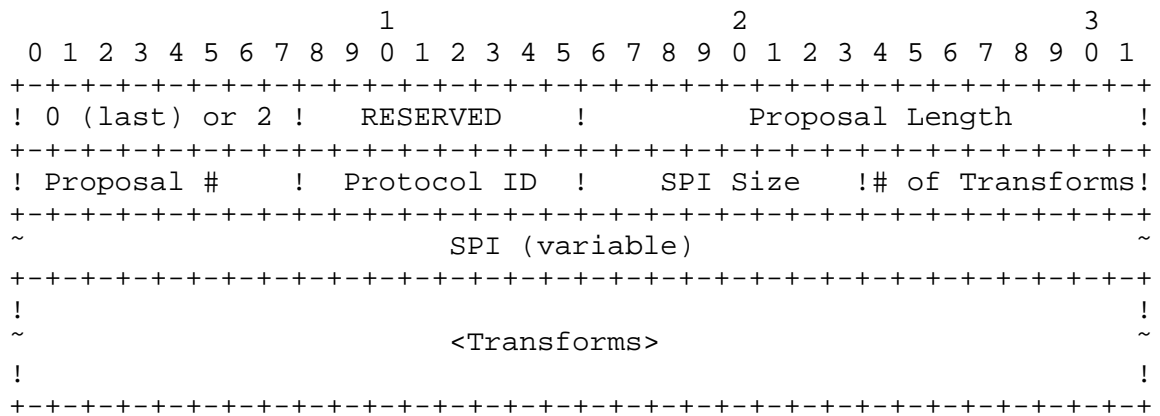 1                   2                   3
 0 1 2 3 4 5 6 7 8 9 0 1 2 3 4 5 6 7 8 9 0 1 2 3 4 5 6 7 8 9 0 1
+-+-+-+-+-+-+-+-+-+-+-+-+-+-+-+-+-+-+-+-+-+-+-+-+-+-+-+-+-+-+-+-+
! 0 (last) or 2 !   RESERVED    !         Proposal Length       !
+-+-+-+-+-+-+-+-+-+-+-+-+-+-+-+-+-+-+-+-+-+-+-+-+-+-+-+-+-+-+-+-+
! Proposal #    ! Protocol ID !    SPI Size   !# of Transforms!
+-+-+-+-+-+-+-+-+-+-+-+-+-+-+-+-+-+-+-+-+-+-+-+-+-+-+-+-+-+-+-+-+
~                        SPI (variable)                         ~
+-+-+-+-+-+-+-+-+-+-+-+-+-+-+-+-+-+-+-+-+-+-+-+-+-+-+-+-+-+-+-+-+
!                                                               !
~                        <Transforms>                           ~
!                                                               !
+-+-+-+-+-+-+-+-+-+-+-+-+-+-+-+-+-+-+-+-+-+-+-+-+-+-+-+-+-+-+-+-+